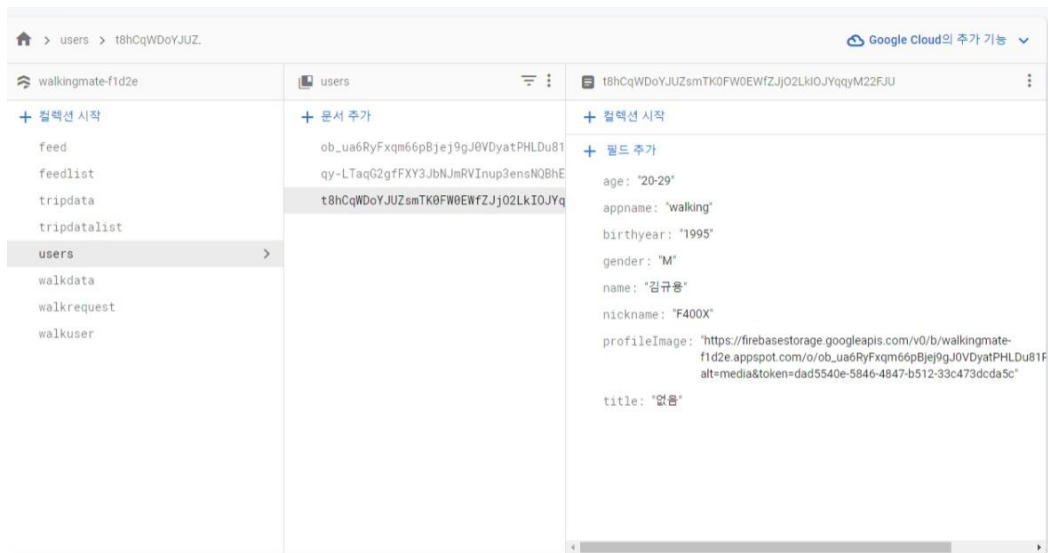 users > t8hCqWDoYJUZ.
Google Cloud의 추가 기능
walkingmate-f1d2e
users
t8hCqWDoYJUZsmTK0FW0EWfZJjO2LkIOJYqqyM22FJU
+ 컬렉션 시작
+ 문서 추가
+ 컬렉션 시작
feed
feedlist
tripdata
tripdatalist
users
walkdata
walkrequest
walkuser
ob_ua6RyFxqm66pBjej9gJ0VDyatPHLDu81
qy-LTaqG2gfFXY3JbNJmRVInup3ensNQBhE
t8hCqWDoYJUZsmTK0FW0EWfZJjO2LkIOJYq
+ 필드 추가
age: "20-29"
appname: "walking"
birthyear: "1995"
gender: "M"
name: "김규용"
nickname: "F400X"
profileImage: "https://firebasestorage.googleapis.com/v0/b/walkingmate-
f1d2e.appspot.com/o/ob_ua6RyFxqm66pBjej9gJ0VDyatPHLDu81F
alt=media&token=dad5540e-5846-4847-b512-33c473dcda5c"
title: "없음"